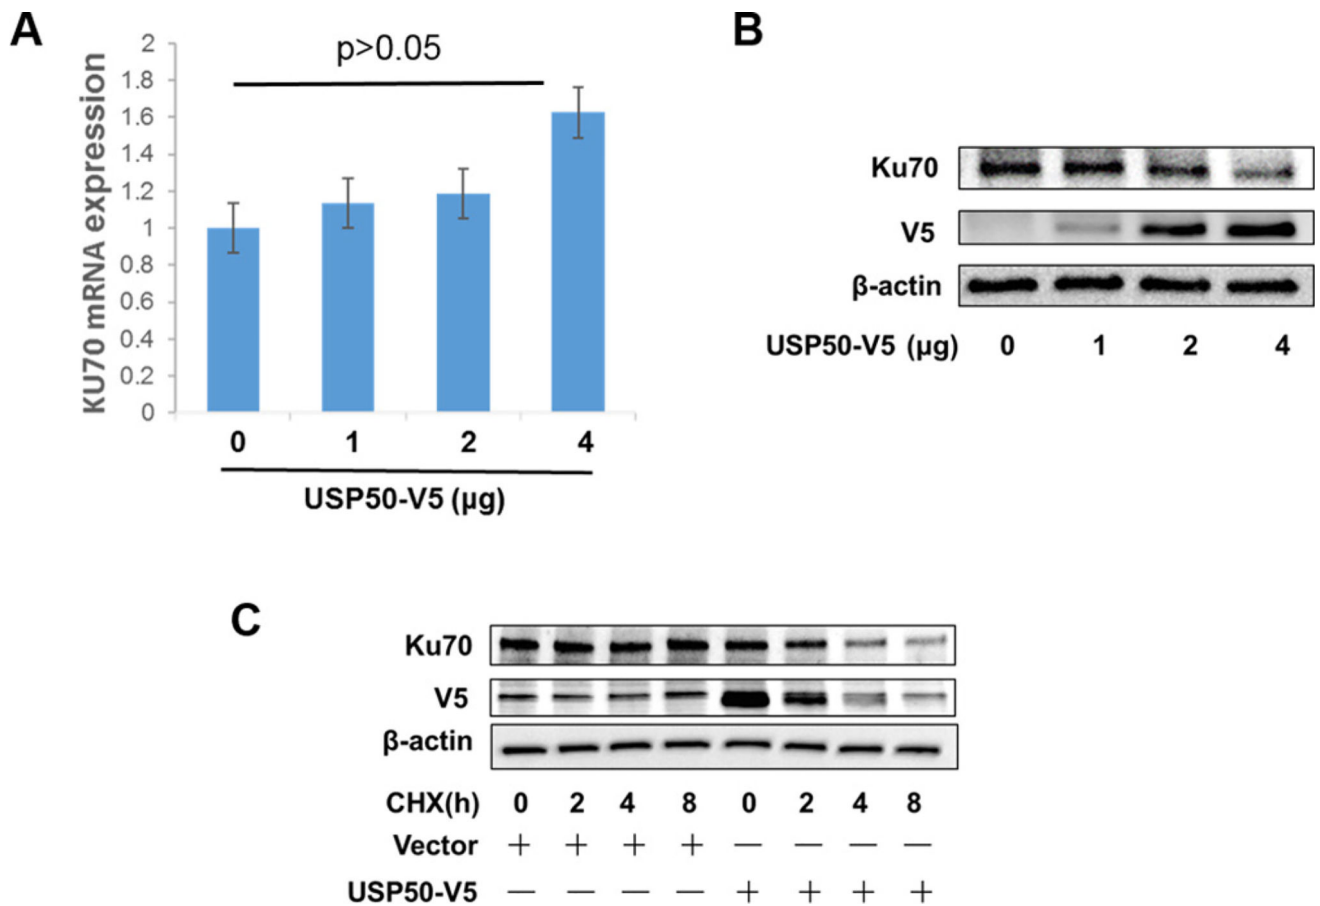 A
KU70 mRNA expression
2
1.8
1.6
1.4
1.2
1
0.8
0.6
0.4
0.2
0
p>0.05
0 1 2 4
USP50-V5 (µg)
B
Ku70
V5
β-actin
USP50-V5 (µg) 0 1 2 4
C
Ku70
V5
β-actin
CHX(h) 0 2 4 8 0 2 4 8
Vector + + + + — — — —
USP50-V5 — — — — + + + +